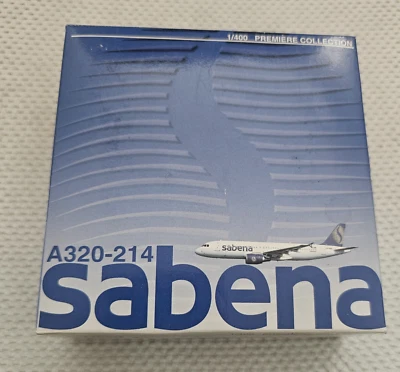 1/400 PREMIÈRE COLLECTION
A320-214
sabena
sabena